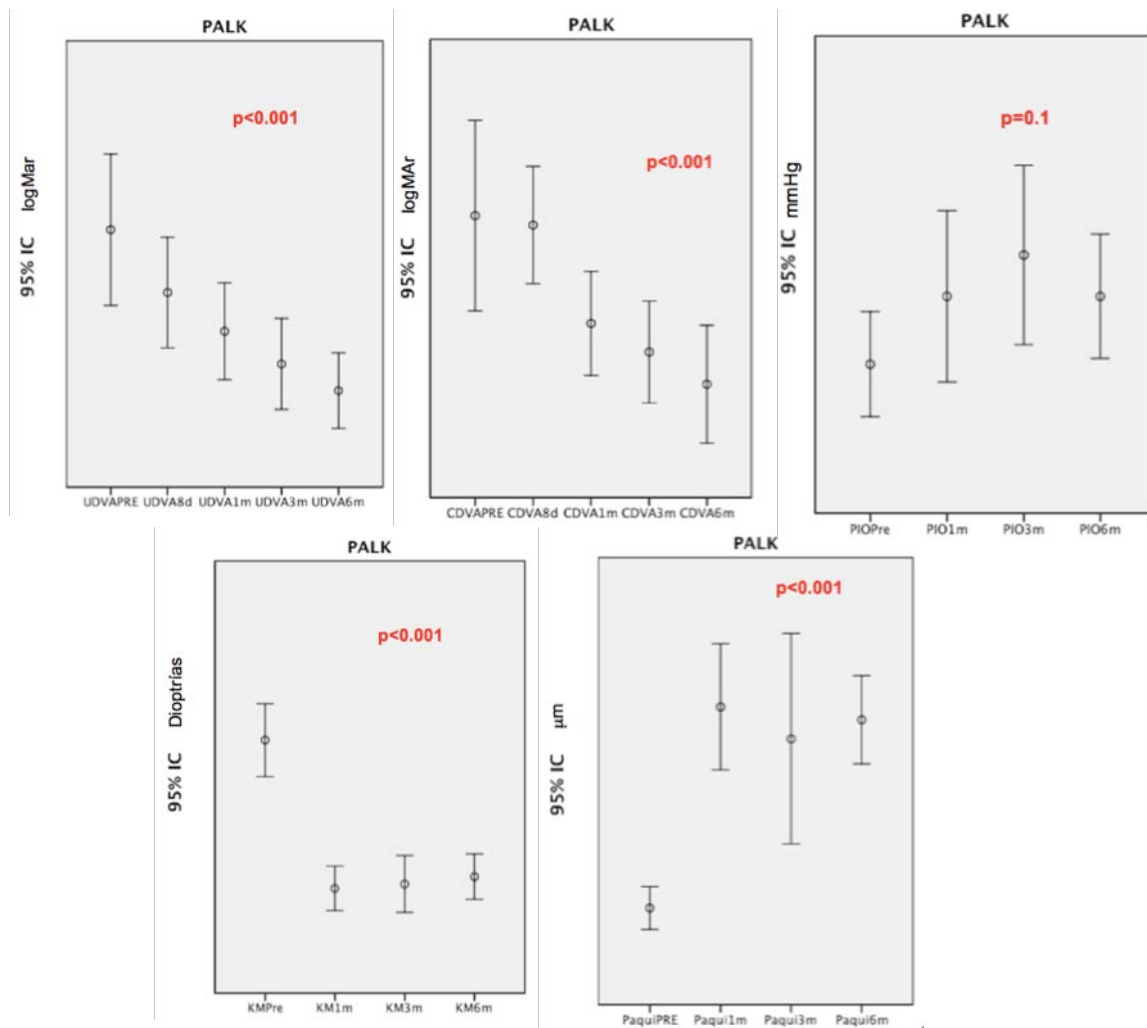 PALK
p<0.001
95% IC logMar
UDVAPRE UDVA8d UDVA1m UDVA3m UDVA6m
PALK
p<0.001
95% IC logMAr
CDVAPRE CDVA8d CDVA1m CDVA3m CDVA6m
PALK
p=0.1
95% IC mmHg
PIOPre PIO1m PIO3m PIO6m
PALK
p<0.001
95% IC Dioptrías
KMPre KM1m KM3m KM6m
PALK
p<0.001
95% IC µm
PaquiPRE Paqui1m Paqui3m Paqui6m